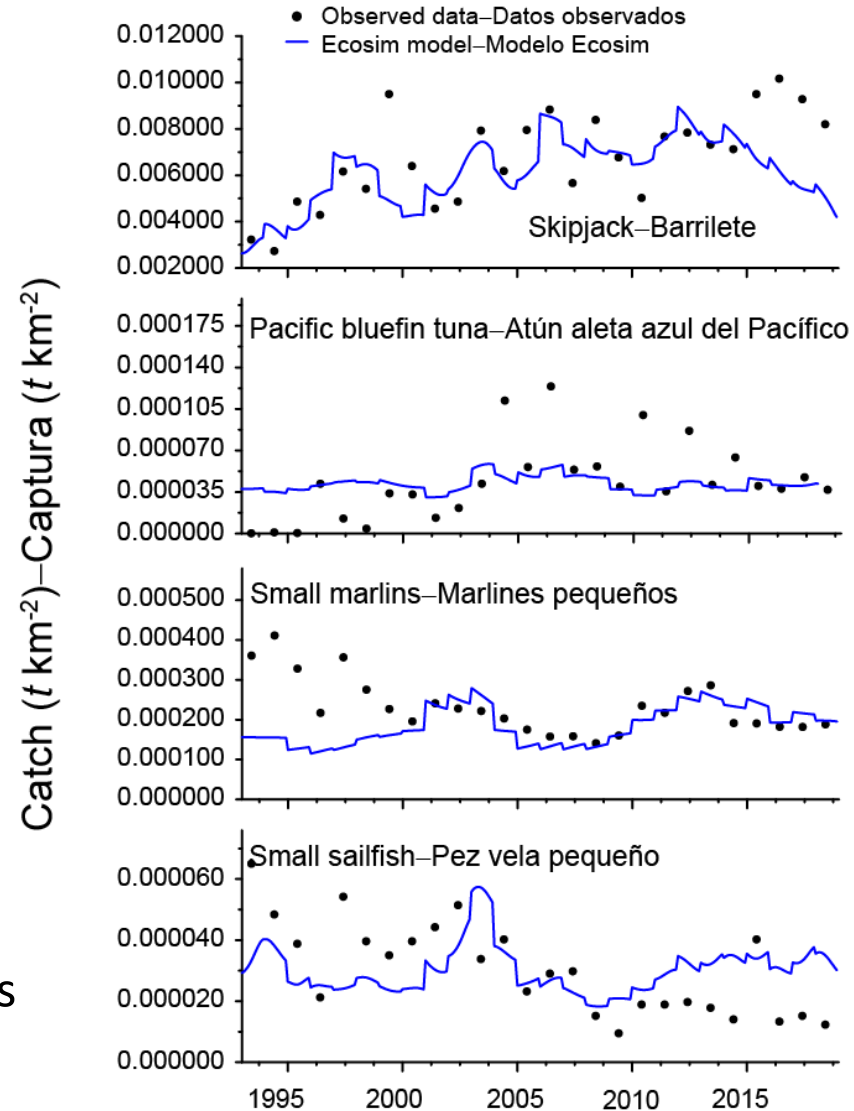 Observed data–Datos observados
Ecosim model–Modelo Ecosim
Catch (t km-2)–Captura (t km-2)
0.012000
0.010000
0.008000
0.006000
0.004000
0.002000
Skipjack–Barrilete
Pacific bluefin tuna–Atún aleta azul del Pacífico
0.000175
0.000140
0.000105
0.000070
0.000035
0.000000
Small marlins–Marlines pequeños
0.000500
0.000400
0.000300
0.000200
0.000100
0.000000
Small sailfish–Pez vela pequeño
0.000060
0.000040
0.000020
0.000000
s
1995 2000 2005 2010 2015